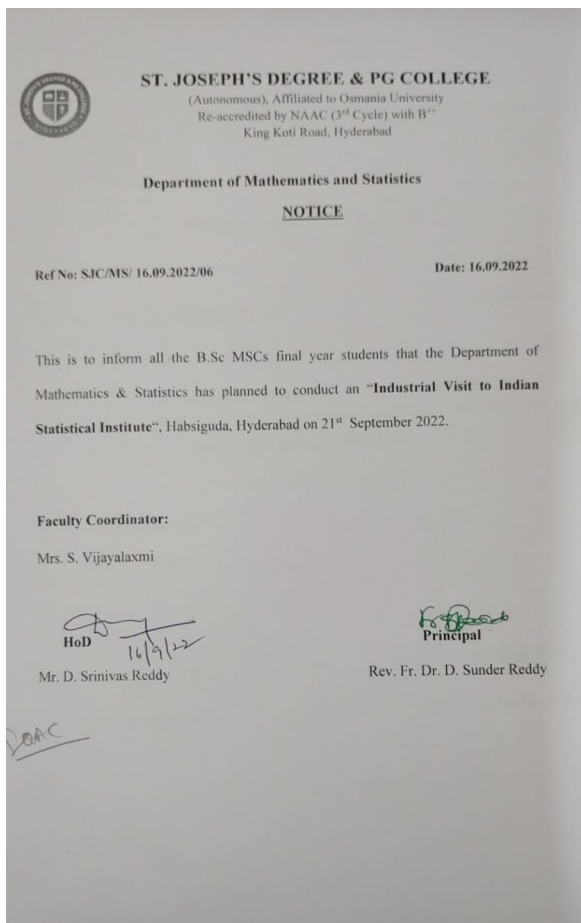 ST. JOSEPH'S DEGREE & PG COLLEGE
(Autonomous), Affiliated to Osmania University
Re-accredited by NAAC (3rd Cycle) with B++
King Koti Road, Hyderabad
Department of Mathematics and Statistics
NOTICE
Ref No: SJC/MS/ 16.09.2022/06
Date: 16.09.2022
This is to inform all the B.Sc MSCs final year students that the Department of
Mathematics & Statistics has planned to conduct an “Industrial Visit to Indian
Statistical Institute“, Habsiguda, Hyderabad on 21st September 2022.
Faculty Coordinator:
Mrs. S. Vijayalaxmi
HoD
16/9/22
Mr. D. Srinivas Reddy
Principal
Rev. Fr. Dr. D. Sunder Reddy